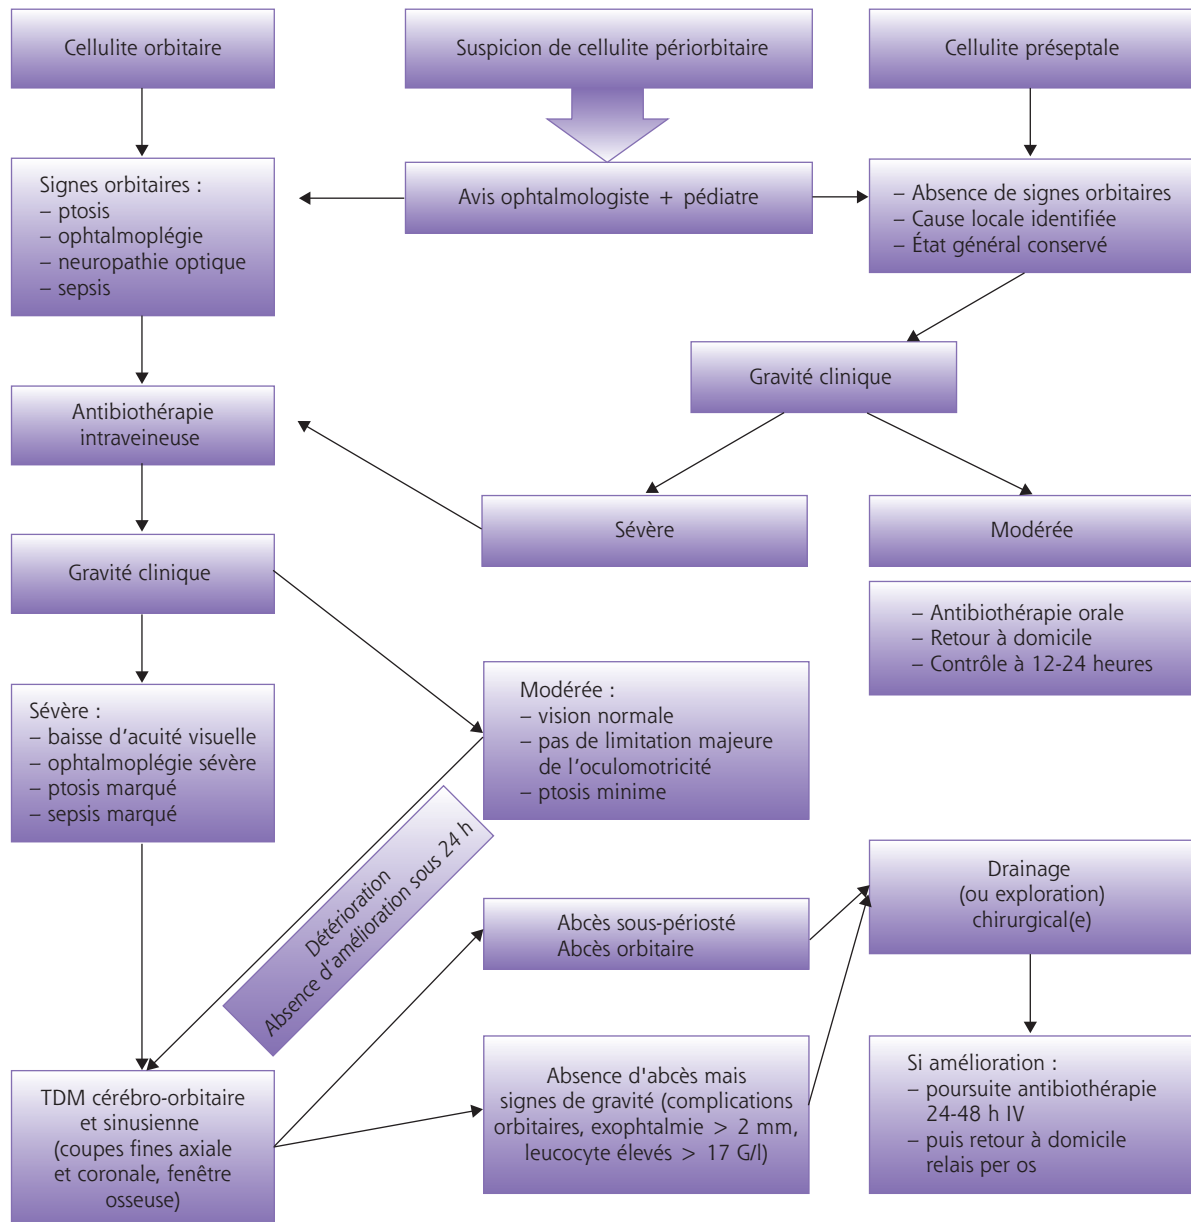 Cellulite orbitaire
Suspicion de cellulite périorbitaire
Cellulite préseptale
Signes orbitaires :
– ptosis
– ophtalmoplégie
– neuropathie optique
– sepsis
Avis ophtalmologiste + pédiatre
– Absence de signes orbitaires
– Cause locale identifiée
– État général conservé
Gravité clinique
Antibiothérapie
intraveineuse
Sévère
Modérée
Gravité clinique
– Antibiothérapie orale
– Retour à domicile
– Contrôle à 12-24 heures
Sévère :
– baisse d'acuité visuelle
– ophtalmoplégie sévère
– ptosis marqué
– sepsis marqué
Modérée :
– vision normale
– pas de limitation majeure
de l'oculomotricité
– ptosis minime
Détérioration
Absence d'amélioration sous 24 h
Abcès sous-périosté
Abcès orbitaire
Drainage
(ou exploration)
chirurgical(e)
TDM cérébro-orbitaire
et sinusienne
(coupes fines axiale
et coronale, fenêtre
osseuse)
Absence d'abcès mais
signes de gravité (complications
orbitaires, exophtalmie > 2 mm,
leucocyte élevés > 17 G/l)
Si amélioration :
– poursuite antibiothérapie
24-48 h IV
– puis retour à domicile
relais per os